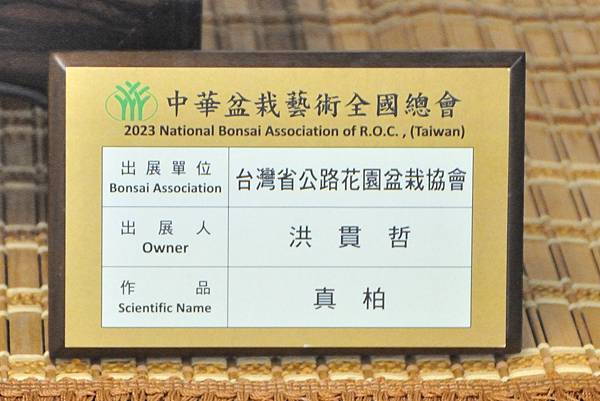 中華盆栽藝術全國總會
2023 National Bonsai Association of R.O.C. , (Taiwan)
出展單位 台灣省公路花園盆栽協會
Bonsai Association
出展人 洪貫哲
Owner
作品 真柏
Scientific Name